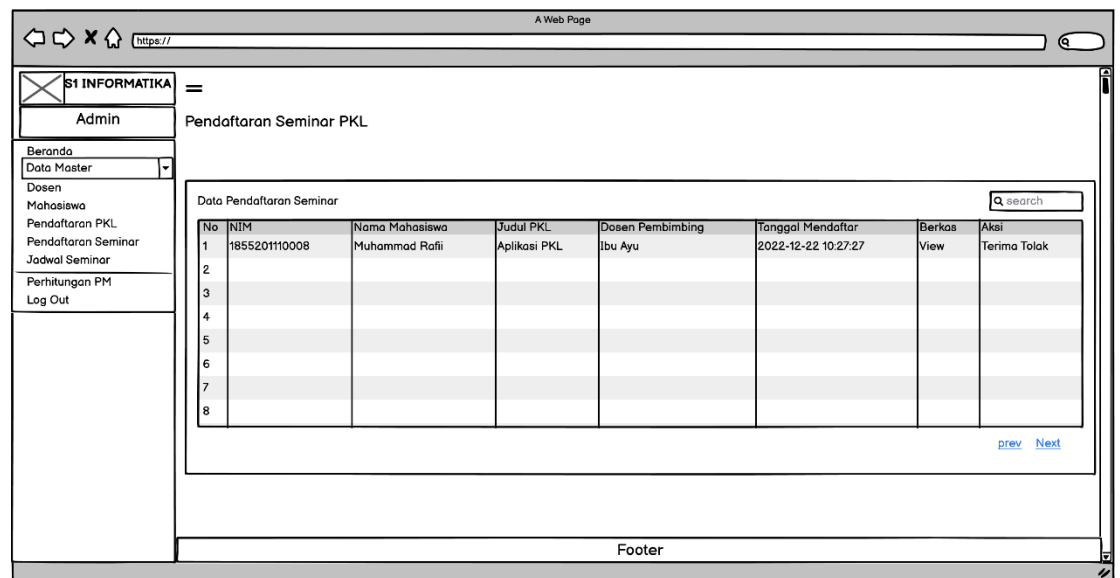 A Web Page
https://
S1 INFORMATIKA
Admin
Pendaftaran Seminar PKL
Beranda
Data Master
Dosen
Mahasiswa
Pendaftaran PKL
Pendaftaran Seminar
Jadwal Seminar
Perhitungan PM
Log Out
Data Pendaftaran Seminar
search
No NIM Nama Mahasiswa Judul PKL Dosen Pembimbing Tanggal Mendaftar Berkas Aksi
1 1855201110008 Muhammad Rafii Aplikasi PKL Ibu Ayu 2022-12-22 10:27:27 View Terima Tolak
2
3
4
5
6
7
8
prev Next
Footer